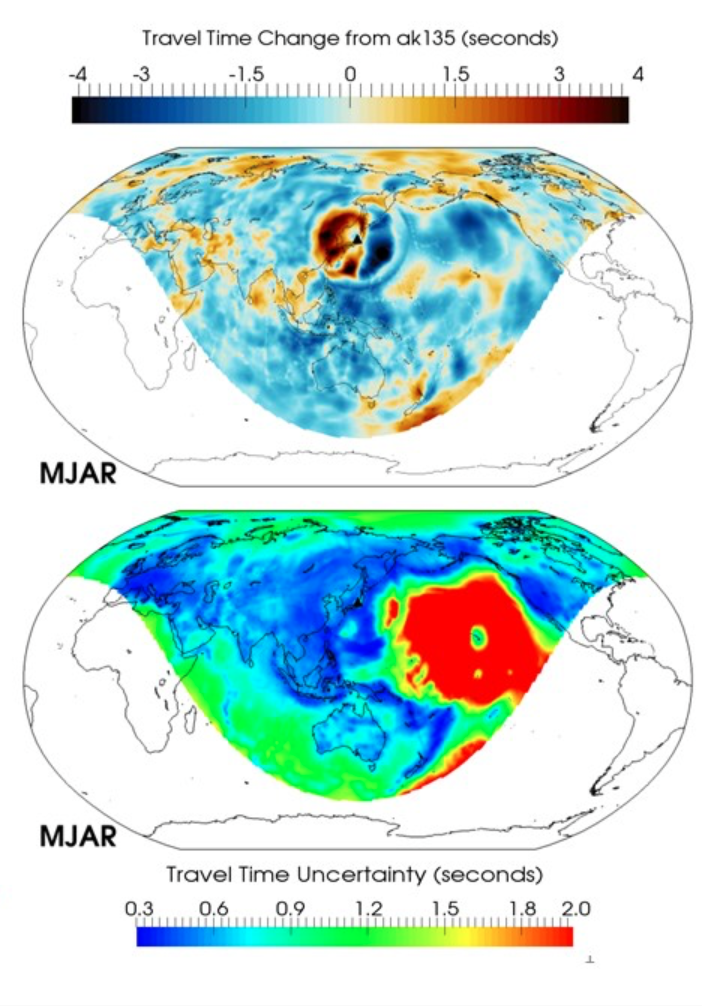 Travel Time Change from ak135 (seconds)
-4 -3 -1.5 0 1.5 3 4
MJAR
MJAR
Travel Time Uncertainty (seconds)
0.3 0.6 0.9 1.2 1.5 1.8 2.0